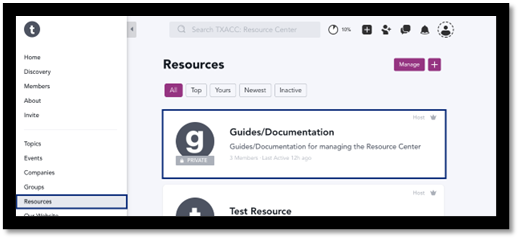 t
Search TXACC: Resource Center
10%
Home
Discovery
Members
About
Invite
Topics
Events
Companies
Groups
Resources
Our Website
Resources
Manage
All
Top
Yours
Newest
Inactive
Host
g
PRIVATE
Guides/Documentation
Guides/Documentation for managing the Resource Center
3 Members · Last Active 12h ago
Host
Test Resource